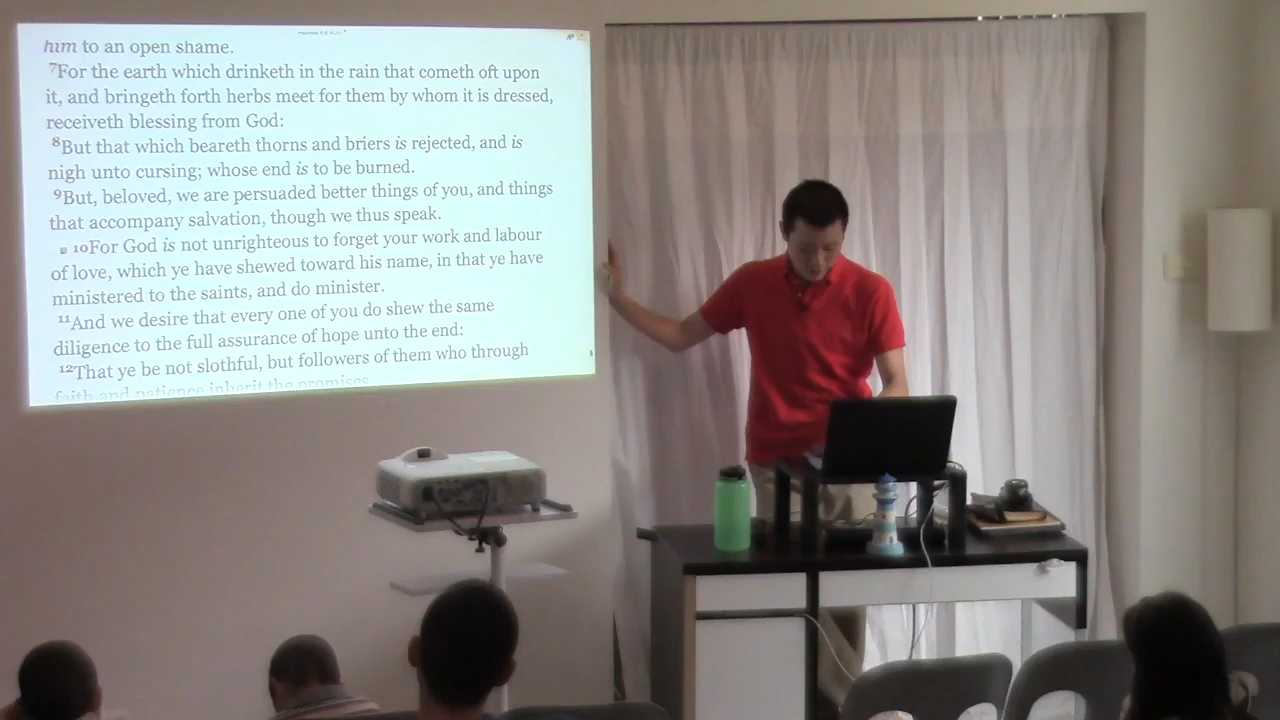 him to an open shame.
7For the earth which drinketh in the rain that cometh oft upon
it, and bringeth forth herbs meet for them by whom it is dressed,
receiveth blessing from God:
8But that which beareth thorns and briers is rejected, and is
nigh unto cursing; whose end is to be burned.
9But, beloved, we are persuaded better things of you, and things
that accompany salvation, though we thus speak.
10For God is not unrighteous to forget your work and labour
of love, which ye have shewed toward his name, in that ye have
ministered to the saints, and do minister.
11And we desire that every one of you do shew the same
diligence to the full assurance of hope unto the end:
12That ye be not slothful, but followers of them who through
faith and patience inherit the promises